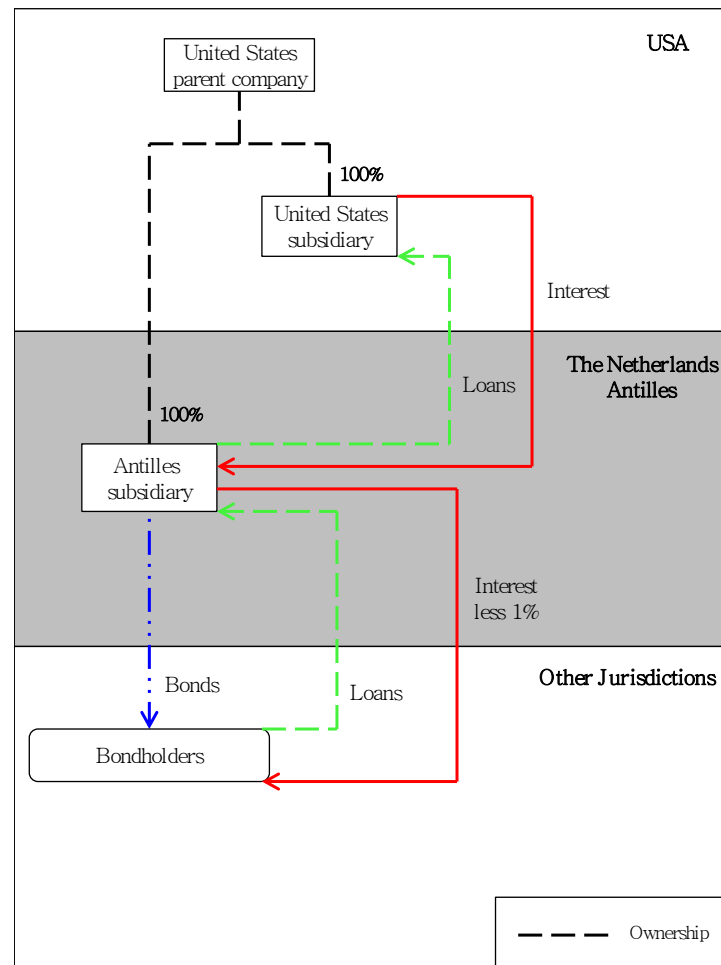 United States
parent company
USA
100%
United States
subsidiary
Interest
The Netherlands
Antilles
Loans
100%
Antilles
subsidiary
Interest
less 1%
Other Jurisdictions
Bonds
Loans
Bondholders
Ownership